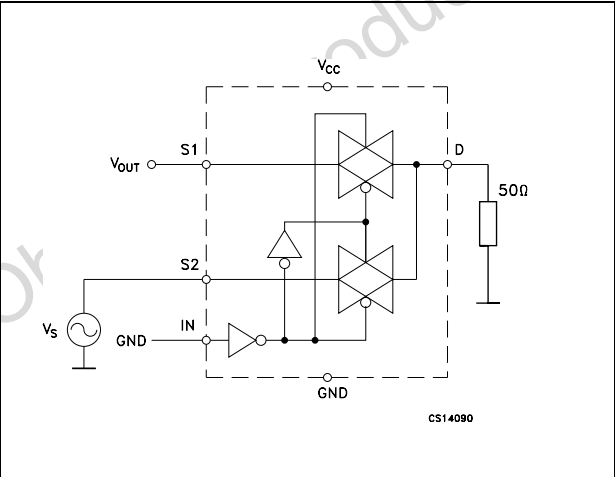 VCC
S1
D
VOUT
50Ω
S2
IN
VS
GND
GND
CS14090